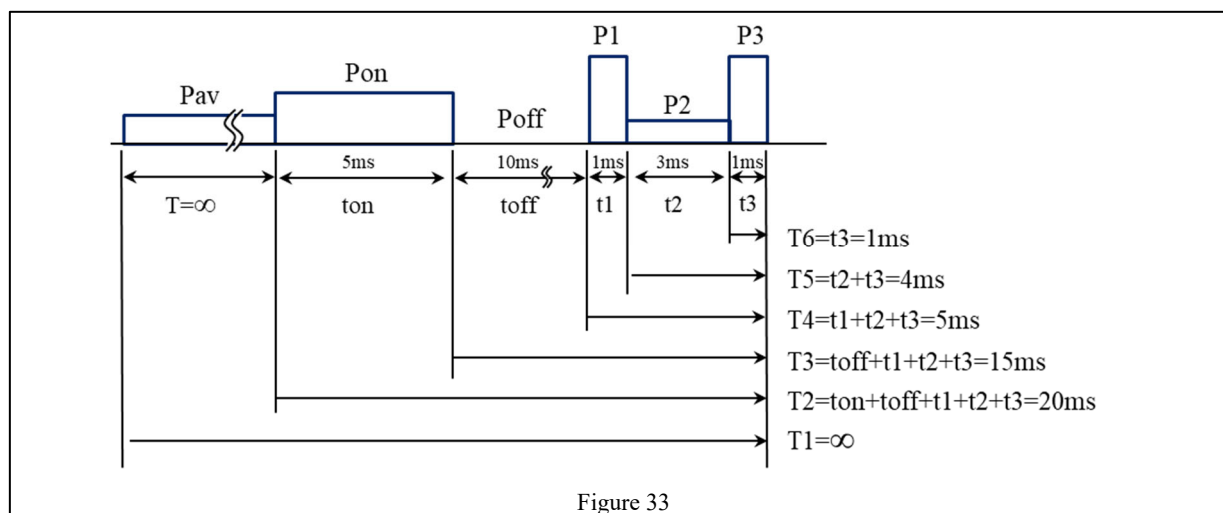 P1 P3
Pon
Pav P2
Poff
5ms 10ms 1ms 3ms 1ms
T=∞ ton toff t1 t2 t3
T6=t3=1ms
T5=t2+t3=4ms
T4=t1+t2+t3=5ms
T3=toff+t1+t2+t3=15ms
T2=ton+toff+t1+t2+t3=20ms
T1=∞
Figure 33